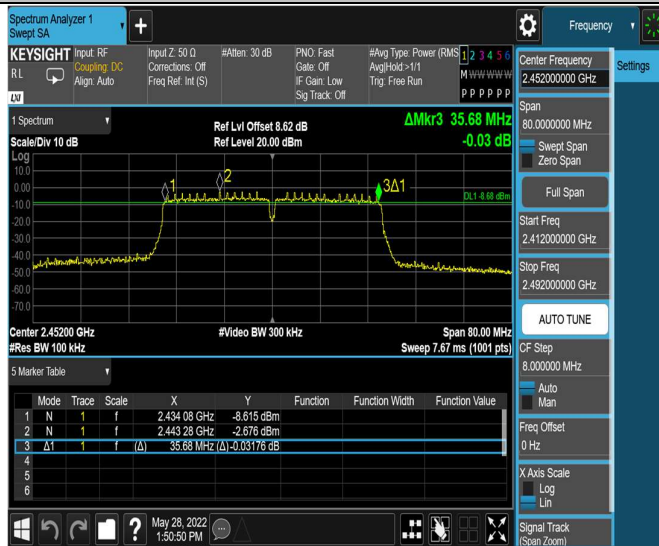 Spectrum Analyzer 1
Swept SA
Frequency
KEYSIGHT
RL
LXI
Input: RF
Coupling: DC
Align: Auto
Input Z: 50 Ω
Corrections: Off
Freq Ref: Int (S)
#Atten: 30 dB
PNO: Fast
Gate: Off
IF Gain: Low
Sig Track: Off
#Avg Type: Power (RMS
Avg|Hold:>1/1
Trig: Free Run
1 2 3 4 5 6
M W W W W W
P P P P P P
Center Frequency
2.452000000 GHz
Settings
Span
80.0000000 MHz
Swept Span
Zero Span
Full Span
Start Freq
2.412000000 GHz
Stop Freq
2.492000000 GHz
AUTO TUNE
CF Step
8.000000 MHz
Auto
Man
Freq Offset
0 Hz
X Axis Scale
Log
Lin
Signal Track
(Span Zoom)
1 Spectrum
Scale/Div 10 dB
Ref Lvl Offset 8.62 dB
Ref Level 20.00 dBm
ΔMkr3 35.68 MHz
-0.03 dB
Log
10.0
0.00
-10.0
-20.0
-30.0
-40.0
-50.0
-60.0
-70.0
1
2
3Δ1
DL1 -8.68 dBm
Center 2.45200 GHz
#Video BW 300 kHz
Span 80.00 MHz
#Res BW 100 kHz
Sweep 7.67 ms (1001 pts)
5 Marker Table
Mode Trace Scale X Y Function Function Width Function Value
1 N 1 f 2.434 08 GHz -8.615 dBm
2 N 1 f 2.443 28 GHz -2.676 dBm
3 Δ1 1 f (Δ) 35.68 MHz (Δ) -0.03176 dB
4
5
6
?
May 28, 2022
1:50:50 PM